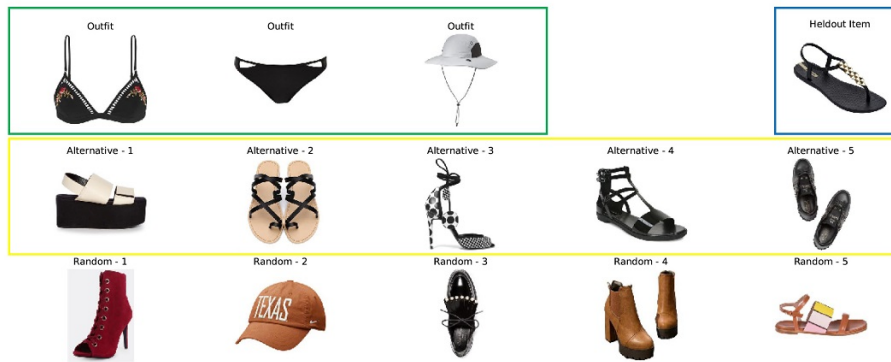 Outfit Outfit Outfit Heldout Item
Alternative - 1 Alternative - 2 Alternative - 3 Alternative - 4 Alternative - 5
Random - 1 Random - 2 Random - 3 Random - 4 Random - 5
TEXAS